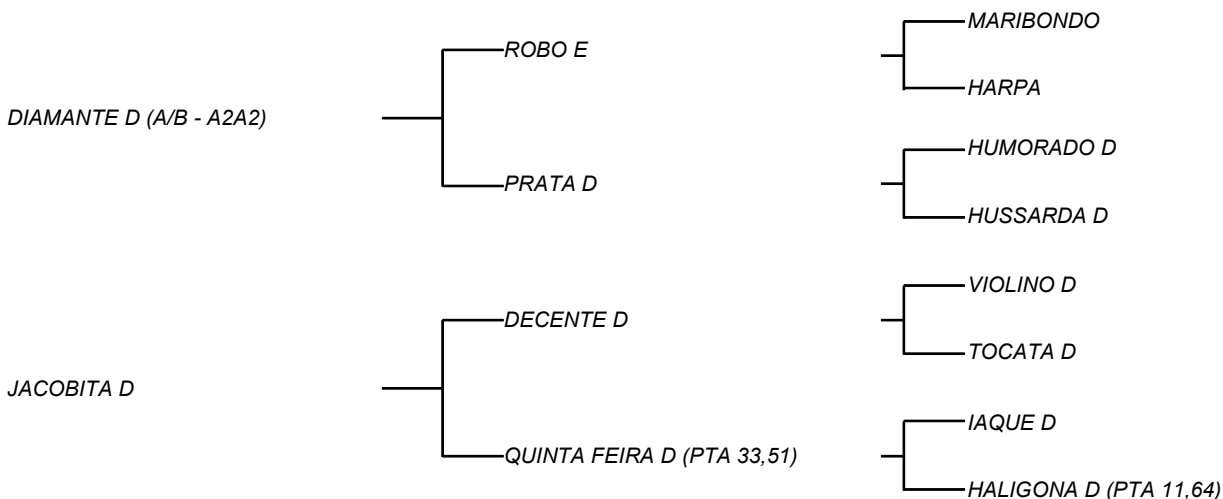 MARIBONDO
ROBO E
HARPA
DIAMANTE D (A/B - A2A2)
HUMORADO D
PRATA D
HUSSARDA D
VIOLINO D
DECENTE D
TOCATA D
JACOBITA D
IAQUE D
QUINTA FEIRA D (PTA 33,51)
HALIGONA D (PTA 11,64)